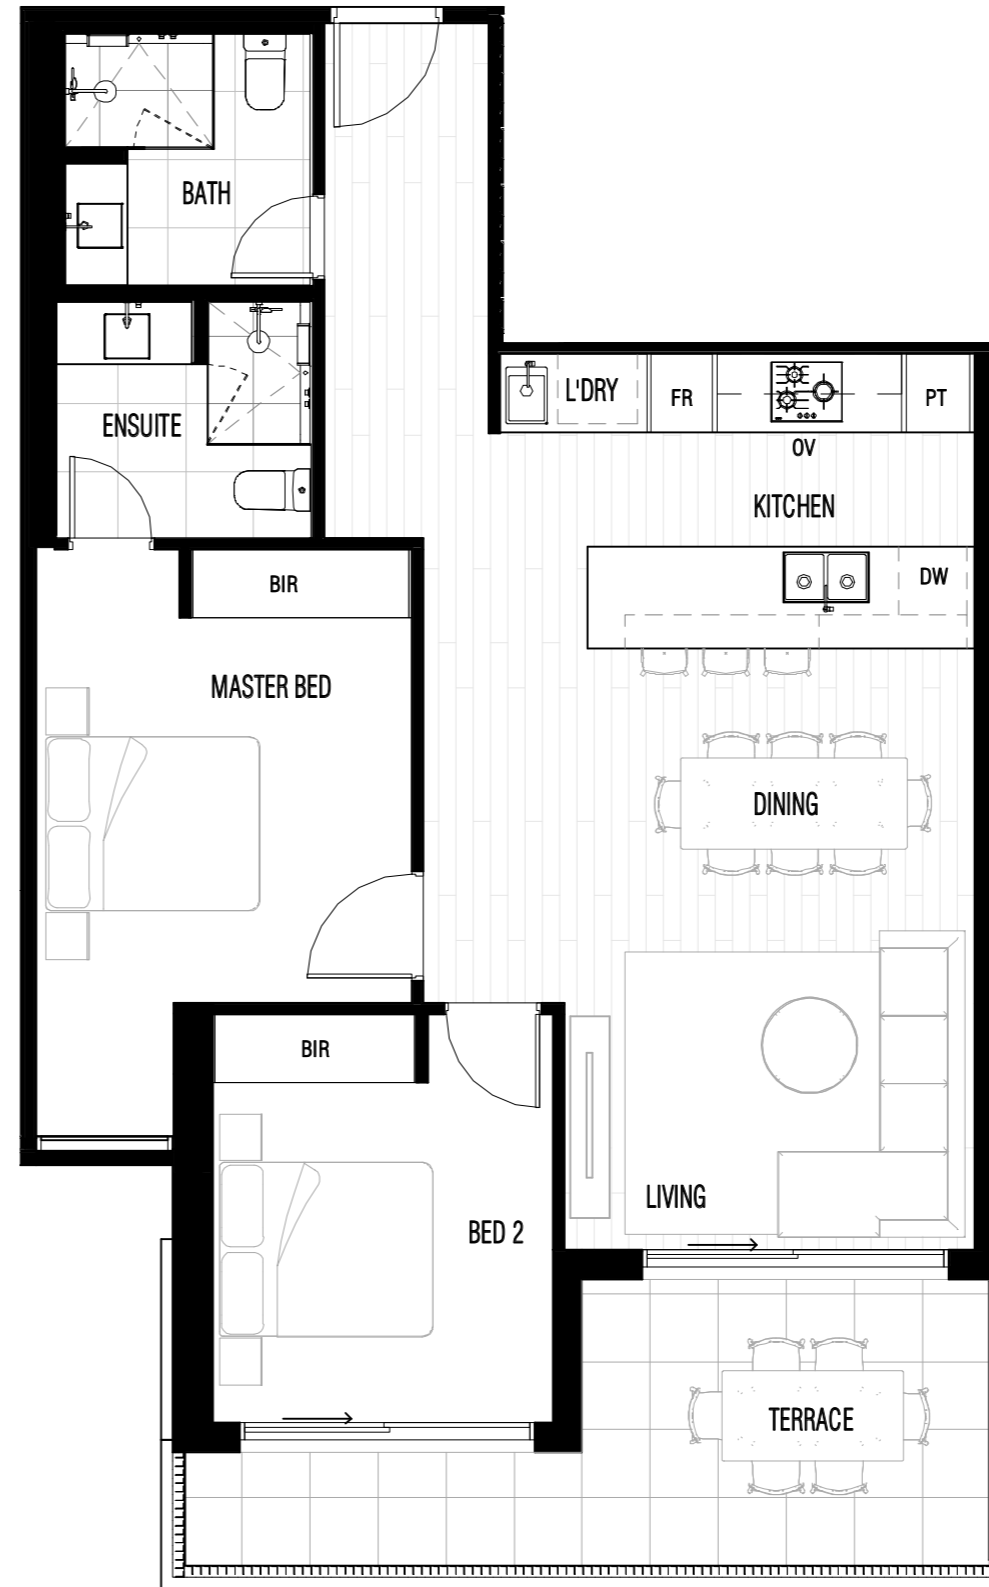 BATH
L'DRY
FR
PT
ENSUITE
OV
KITCHEN
BIR
DW
MASTER BED
DINING
BIR
LIVING
BED 2
TERRACE